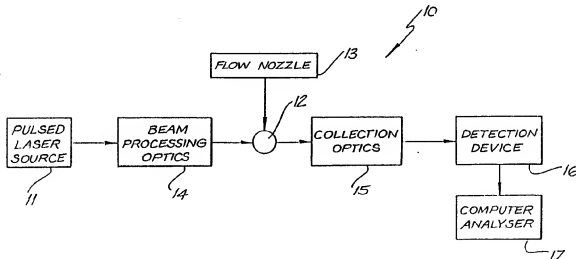 10
FLOW NOZZLE
13
12
PULSED
LASER
SOURCE
11
BEAM
PROCESSING
OPTICS
14
COLLECTION
OPTICS
15
DETECTION
DEVICE
16
COMPUTER
ANALYSER
17